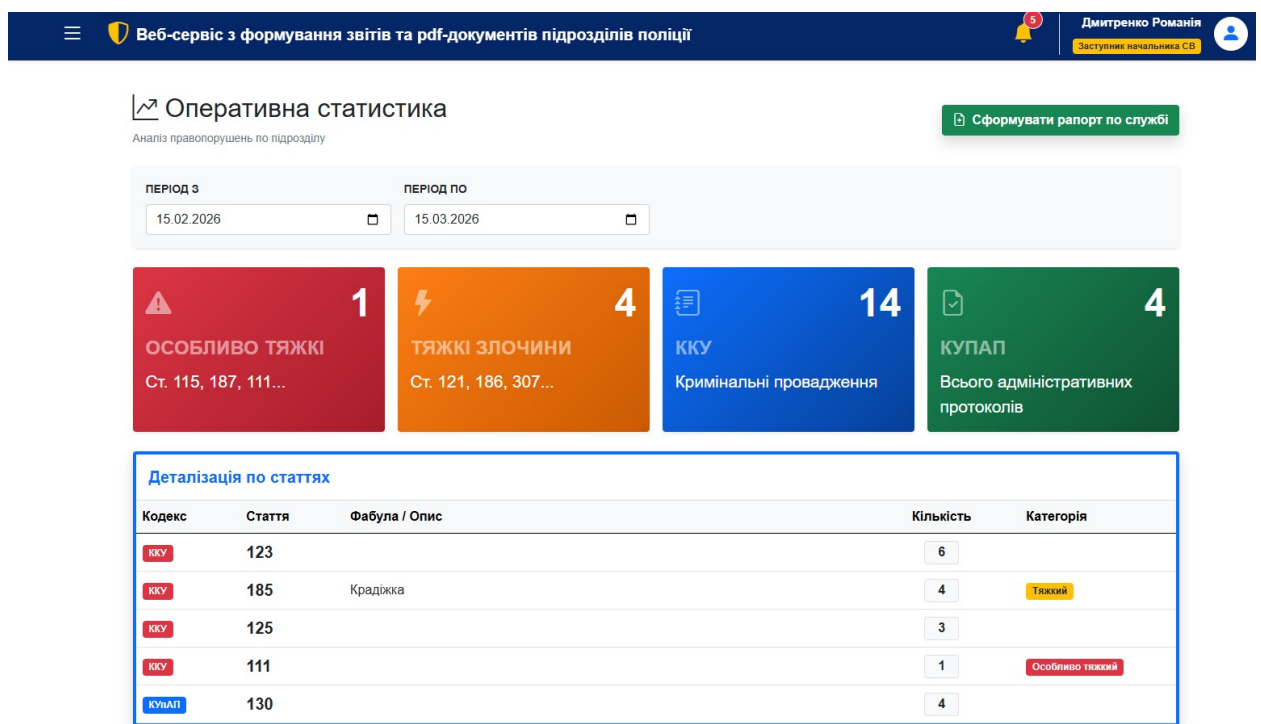 Веб-сервіс з формування звітів та pdf-документів підрозділів поліції
5
Дмитренко Романія
Заступник начальника СВ
Оперативна статистика
Аналіз правопорушень по підрозділу
Сформувати рапорт по службі
ПЕРІОД З
ПЕРІОД ПО
15.02.2026
15.03.2026
1
ОСОБЛИВО ТЯЖКІ
Ст. 115, 187, 111...
4
ТЯЖКІ ЗЛОЧИНИ
Ст. 121, 186, 307...
14
ККУ
Кримінальні провадження
4
КУПАП
Всього адміністративних
протоколів
Деталізація по статтях
Кодекс Стаття Фабула / Опис Кількість Категорія
ККУ 123 6
ККУ 185 Крадіжка 4 Тяжкий
ККУ 125 3
ККУ 111 1 Особливо тяжкий
КУпАП 130 4